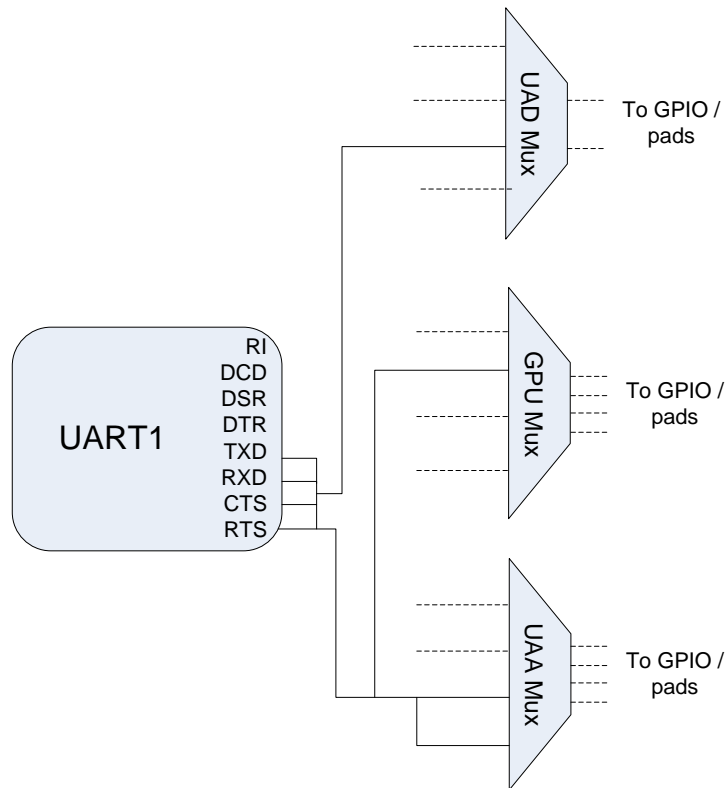 UAD Mux
To GPIO /
pads
GPU Mux
To GPIO /
pads
UART1
RI
DCD
DSR
DTR
TXD
RXD
CTS
RTS
UAA Mux
To GPIO /
pads